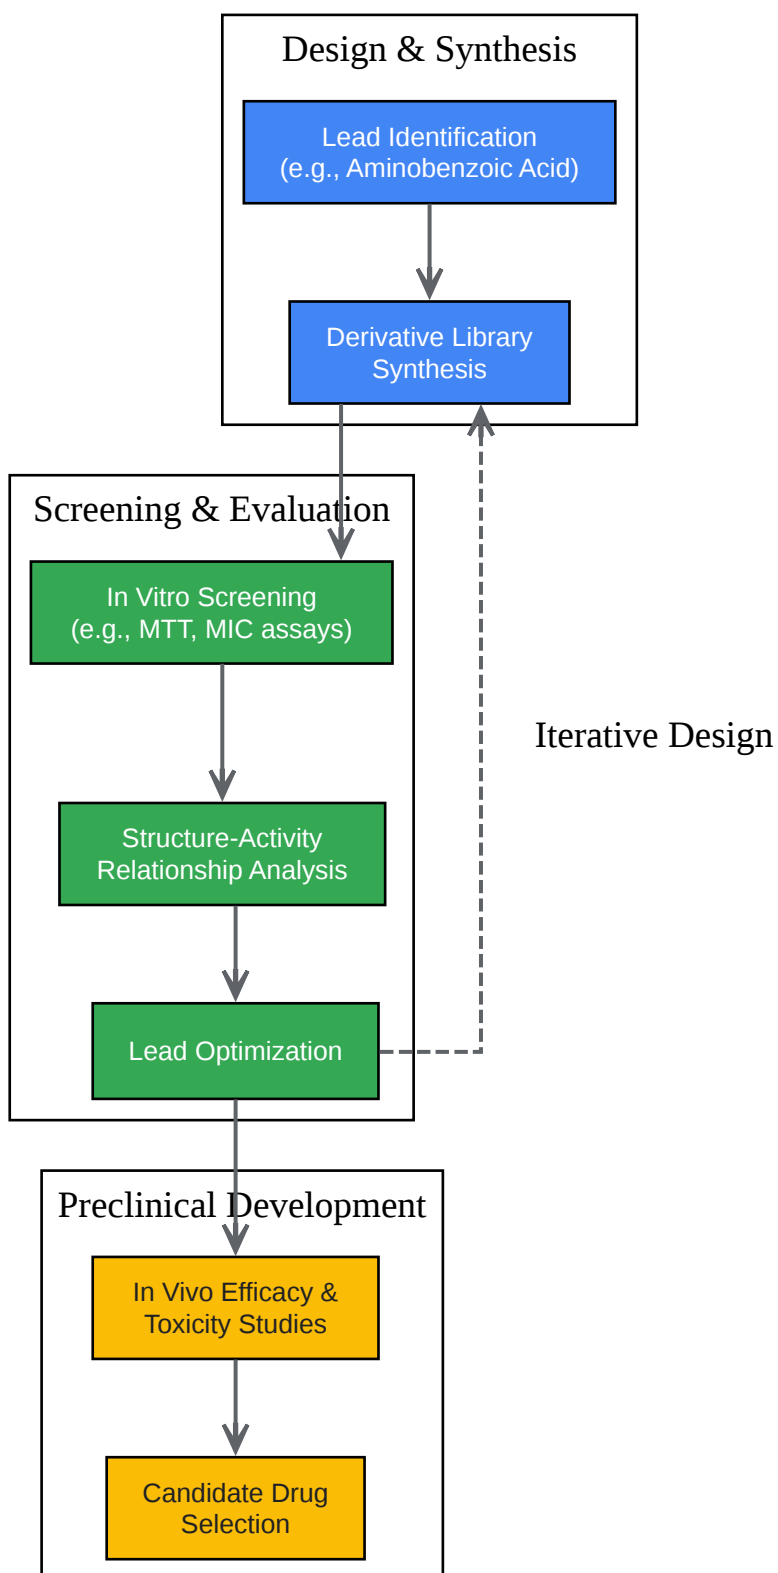 Design & Synthesis
Lead Identification
(e.g., Aminobenzoic Acid)
Derivative Library
Synthesis
Screening & Evaluation
In Vitro Screening
(e.g., MTT, MIC assays)
Iterative Design
Structure-Activity
Relationship Analysis
Lead Optimization
Preclinical Development
In Vivo Efficacy &
Toxicity Studies
Candidate Drug
Selection